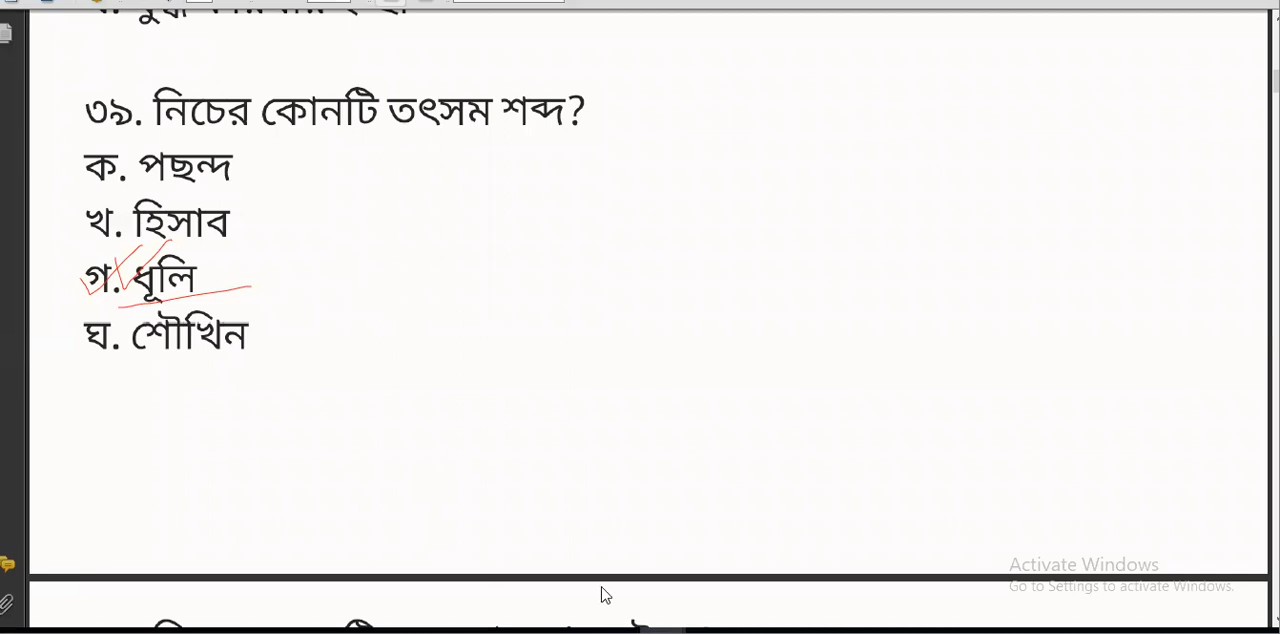 ৩৯. নিচের কোনটি তৎসম শব্দ?
ক. পছন্দ
খ. হিসাব
গ. ধূলি
ঘ. শৌখিন
Activate Windows
Go to Settings to activate Windows.